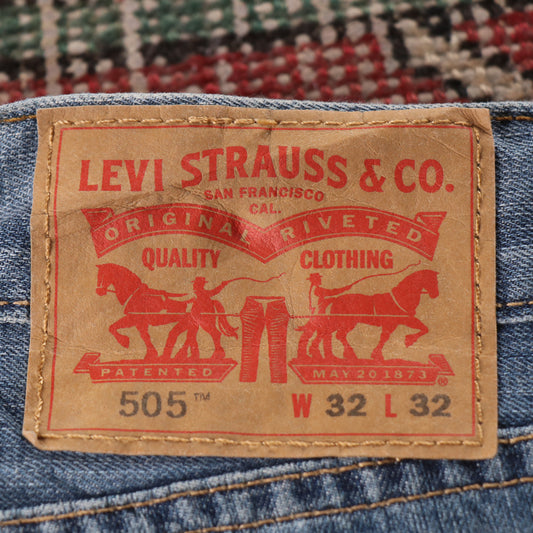 LEVI STRAUSS & CO.
SAN FRANCISCO
CAL.
ORIGINAL RIVETED
QUALITY CLOTHING
PATENTED MAY 20 1873 ®
505™ W 32 L 32